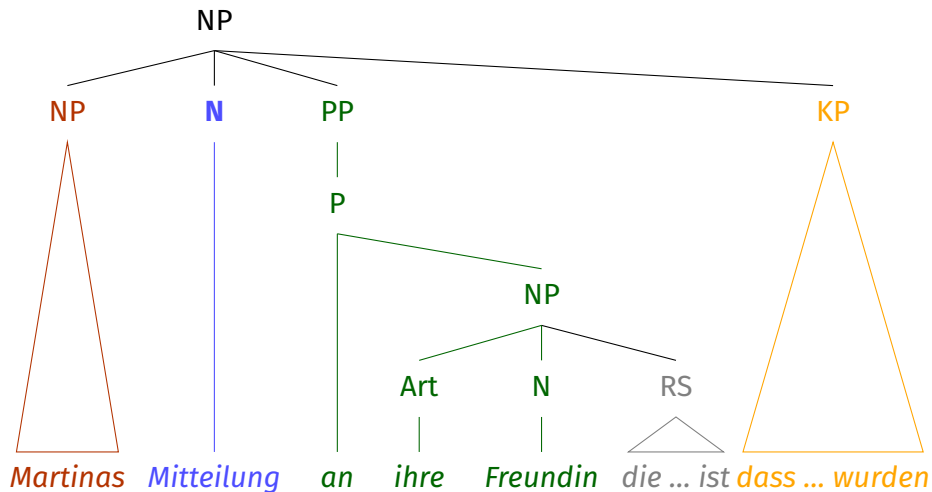 NP
NP N PP KP
P
NP
Art N RS
Martinas Mitteilung an ihre Freundin die ... ist dass ... wurden